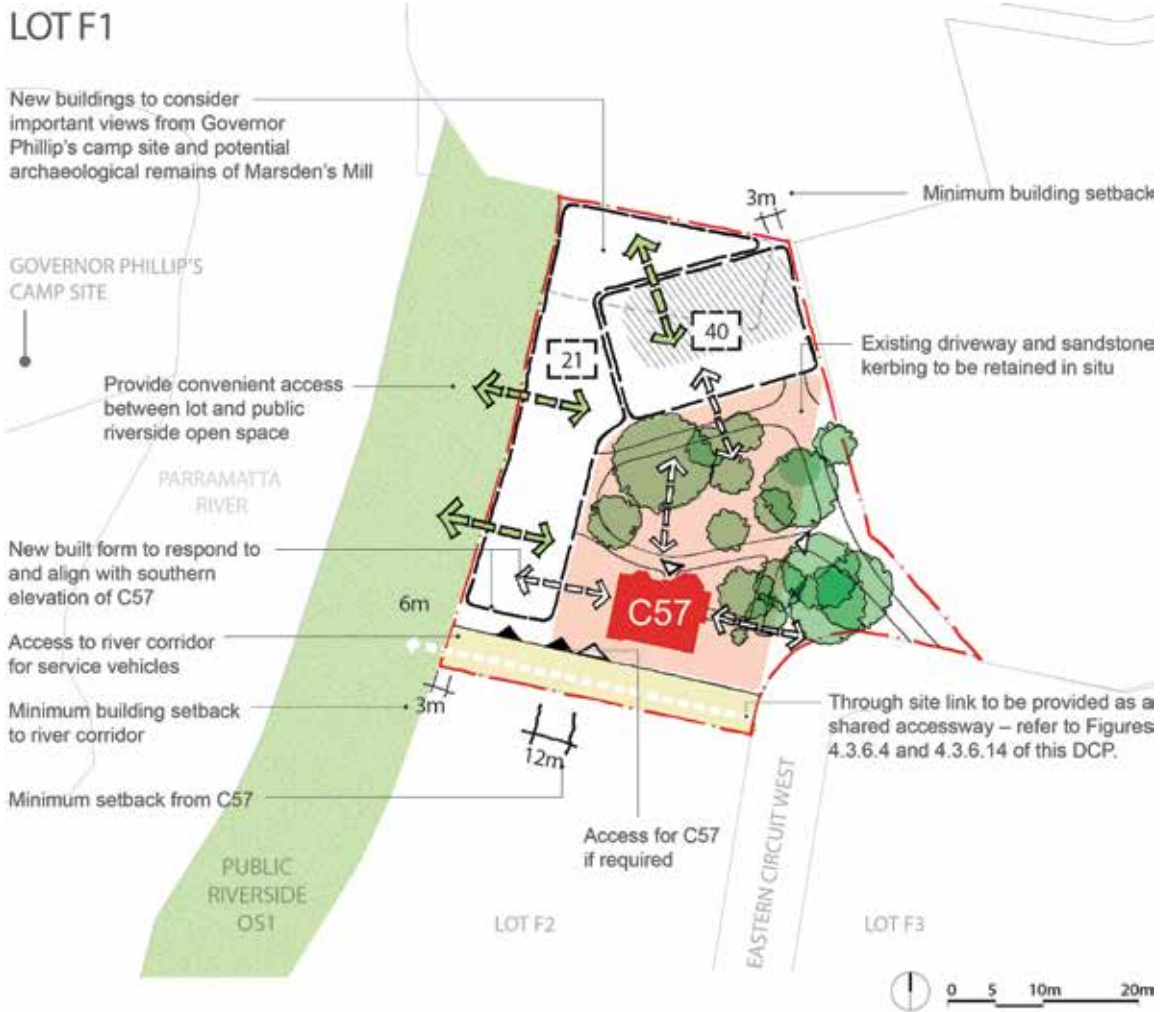 LOT F1
New buildings to consider
important views from Governor
Phillip's camp site and potential
archaeological remains of Marsden's Mill
3m
Minimum building setback
GOVERNOR PHILLIP'S
CAMP SITE
40
21
Existing driveway and sandstone
kerbing to be retained in situ
Provide convenient access
between lot and public
riverside open space
PARRAMATTA
RIVER
New built form to respond to
and align with southern
elevation of C57
6m
C57
Access to river corridor
for service vehicles
Minimum building setback
to river corridor
3m
Through site link to be provided as a
shared accessway – refer to Figures
4.3.6.4 and 4.3.6.14 of this DCP.
12m
Minimum setback from C57
Access for C57
if required
PUBLIC
RIVERSIDE
OS1
LOT F2
EASTERN CIRCUIT WEST
LOT F3
0 5 10m 20m